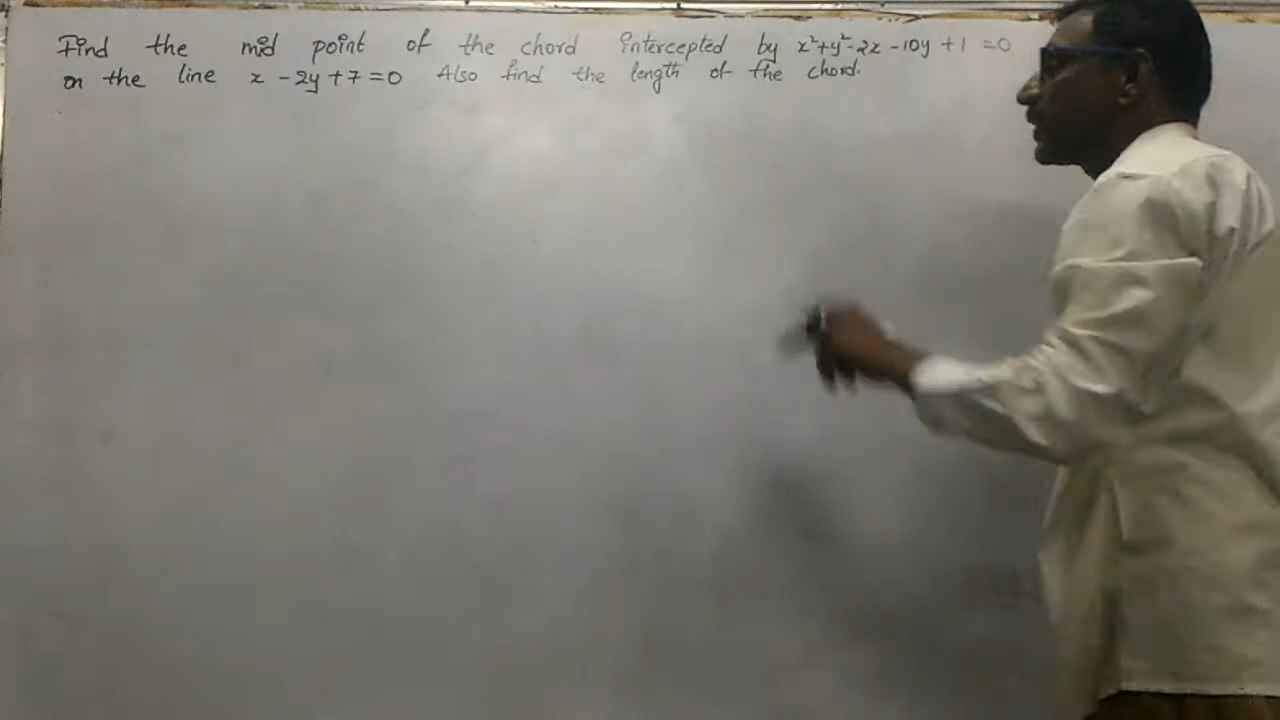 Find the mid point of the chord intercepted by x²+y²-2x-10y+1=0
on the line x-2y+7=0 Also find the length of the chord.